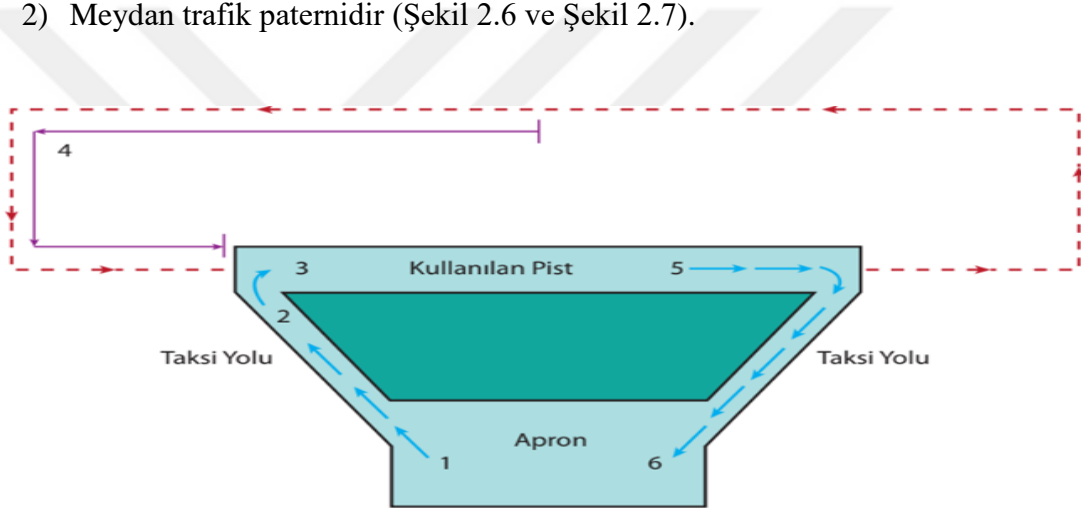 2) Meydan trafik paternidir (Şekil 2.6 ve Şekil 2.7).
4
3 Kullanılan Pist 5
2
Taksi Yolu Taksi Yolu
Apron
1 6